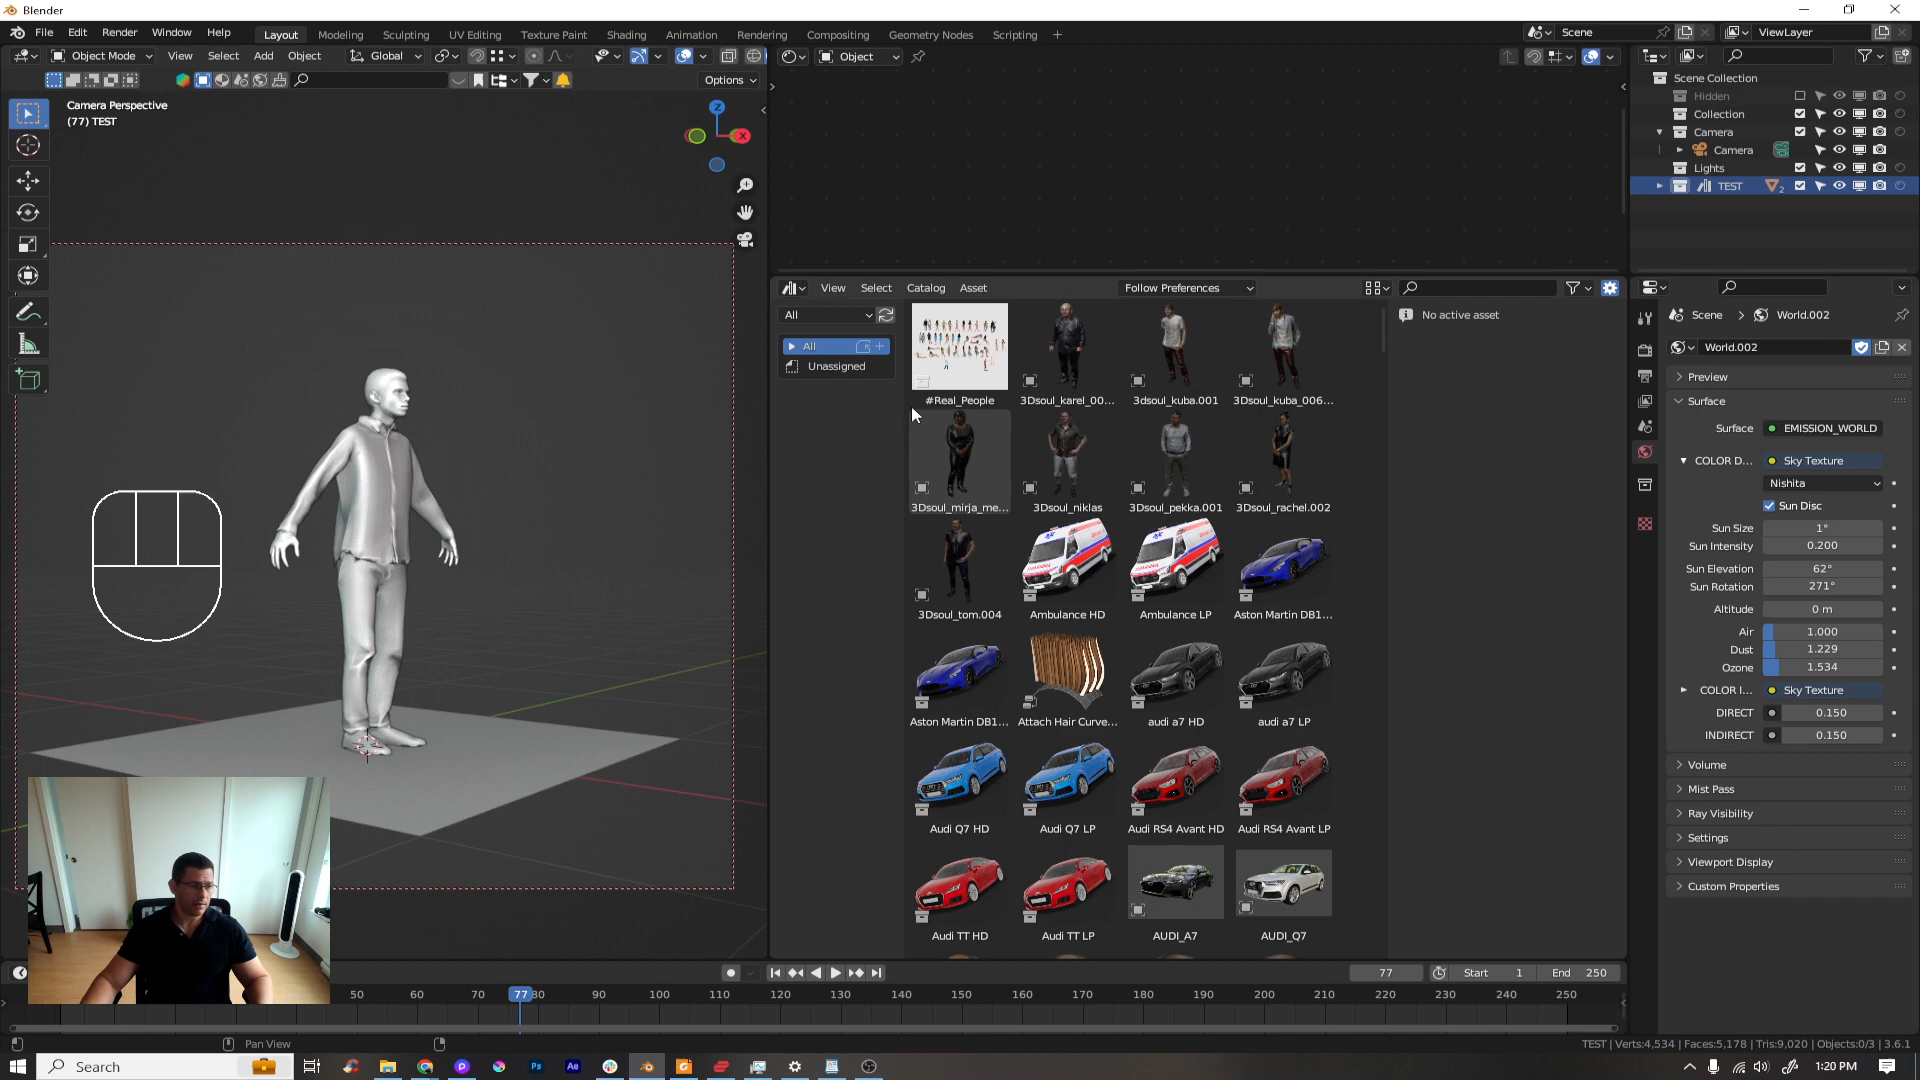 Blender
File Edit Render Window Help
Layout Modeling Sculpting UV Editing Texture Paint Shading Animation Rendering Compositing Geometry Nodes Scripting +
Scene
ViewLayer
Object Mode View Select Add Object Global
Object
Options
Camera Perspective
(77) TEST
Z
X
Scene Collection
Hidden
Collection
Camera
Camera
Lights
TEST 2
View Select Catalog Asset Follow Preferences
All
All
Unassigned
No active asset
#Real_People 3Dsoul_karel_00... 3dsoul_kuba.001 3Dsoul_kuba_006...
3Dsoul_mirja_me... 3Dsoul_niklas 3Dsoul_pekka.001 3Dsoul_rachel.002
3Dsoul_tom.004 Ambulance HD Ambulance LP Aston Martin DB1...
Aston Martin DB1... Attach Hair Curve... audi a7 HD audi a7 LP
Audi Q7 HD Audi Q7 LP Audi RS4 Avant HD Audi RS4 Avant LP
Audi TT HD Audi TT LP AUDI_A7 AUDI_Q7
Scene World.002
World.002
Preview
Surface
Surface EMISSION_WORLD
COLOR D... Sky Texture
Nishita
Sun Disc
Sun Size 1°
Sun Intensity 0.200
Sun Elevation 62°
Sun Rotation 271°
Altitude 0 m
Air 1.000
Dust 1.229
Ozone 1.534
COLOR I... Sky Texture
DIRECT 0.150
INDIRECT 0.150
Volume
Mist Pass
Ray Visibility
Settings
Viewport Display
Custom Properties
77 Start 1 End 250
50 60 70 77 80 90 100 110 120 130 140 150 160 170 180 190 200 210 220 230 240 250
Pan View
TEST | Verts:4,534 | Faces:5,178 | Tris:9,020 | Objects:0/3 | 3.6.1
Search
Ps
Ae
1:20 PM